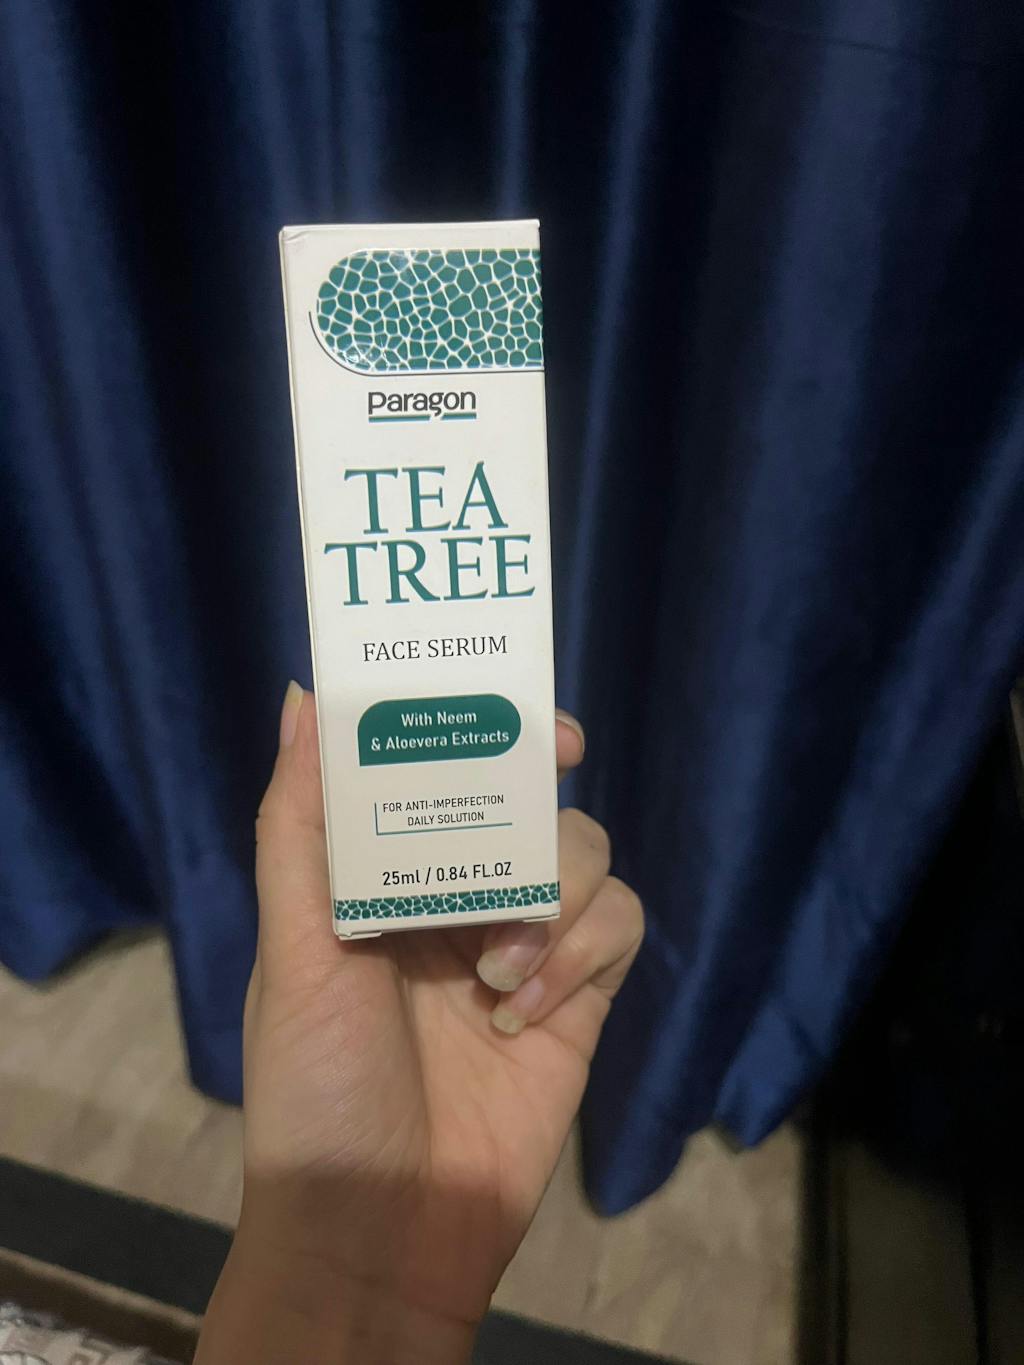 Paragon
TEA
TREE
FACE SERUM
With Neem
& Aloevera Extracts
FOR ANTI-IMPERFECTION
DAILY SOLUTION
25ml / 0.84 FL.OZ